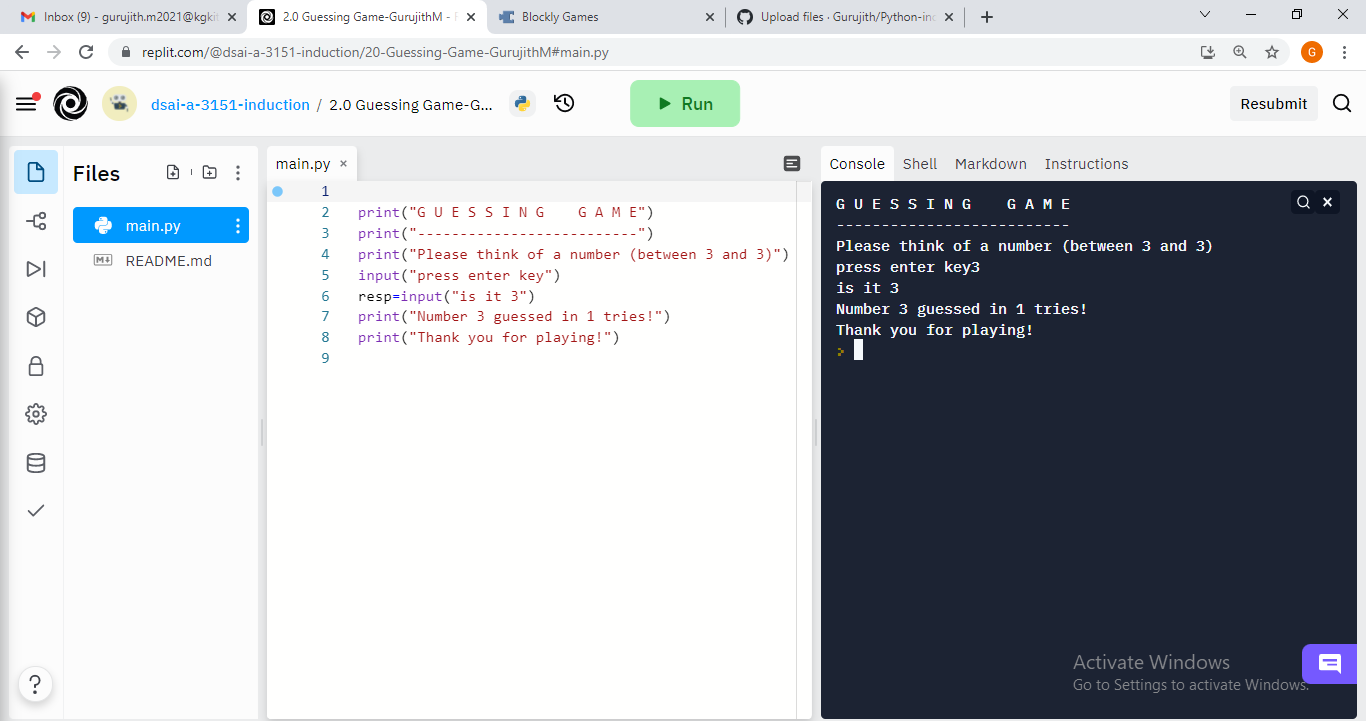 Inbox (9) - gurujith.m2021@kgki
2.0 Guessing Game-GurujithM - 
Blockly Games
Upload files · Gurujith/Python-in
replit.com/@dsai-a-3151-induction/20-Guessing-Game-GurujithM#main.py
G
dsai-a-3151-induction / 2.0 Guessing Game-G...
Run
Resubmit
Files
main.py
README.md
main.py
1
2 print("G U E S S I N G    G A M E")
3 print("--------------------------")
4 print("Please think of a number (between 3 and 3)")
5 input("press enter key")
6 resp=input("is it 3")
7 print("Number 3 guessed in 1 tries!")
8 print("Thank you for playing!")
9
Console Shell Markdown Instructions
G U E S S I N G    G A M E
--------------------------
Please think of a number (between 3 and 3)
press enter key3
is it 3
Number 3 guessed in 1 tries!
Thank you for playing!
>
Activate Windows
Go to Settings to activate Windows.
?